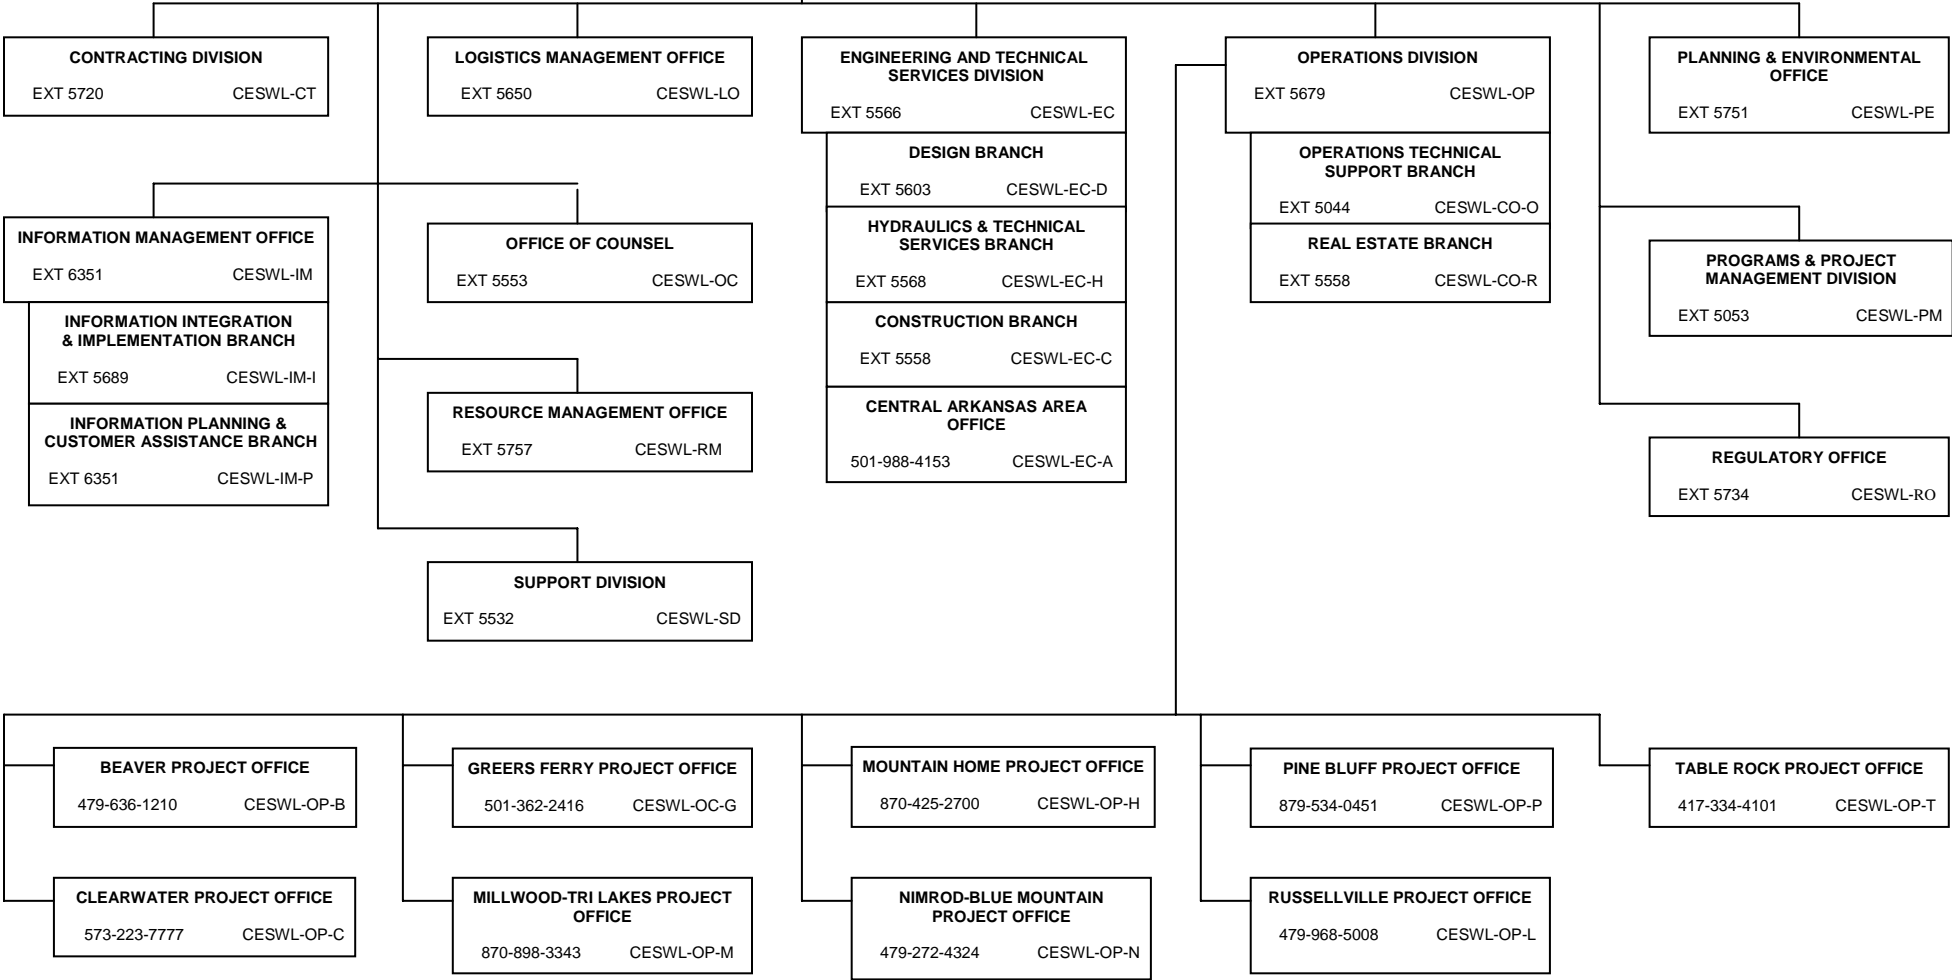 CONTRACTING DIVISION
EXT 5720 CESWL-CT
LOGISTICS MANAGEMENT OFFICE
EXT 5650 CESWL-LO
ENGINEERING AND TECHNICAL
SERVICES DIVISION
EXT 5566 CESWL-EC
DESIGN BRANCH
EXT 5603 CESWL-EC-D
HYDRAULICS & TECHNICAL
SERVICES BRANCH
EXT 5568 CESWL-EC-H
CONSTRUCTION BRANCH
EXT 5558 CESWL-EC-C
CENTRAL ARKANSAS AREA
OFFICE
501-988-4153 CESWL-EC-A
OPERATIONS DIVISION
EXT 5679 CESWL-OP
OPERATIONS TECHNICAL
SUPPORT BRANCH
EXT 5044 CESWL-CO-O
REAL ESTATE BRANCH
EXT 5558 CESWL-CO-R
PLANNING & ENVIRONMENTAL
OFFICE
EXT 5751 CESWL-PE
INFORMATION MANAGEMENT OFFICE
EXT 6351 CESWL-IM
INFORMATION INTEGRATION
& IMPLEMENTATION BRANCH
EXT 5689 CESWL-IM-I
INFORMATION PLANNING &
CUSTOMER ASSISTANCE BRANCH
EXT 6351 CESWL-IM-P
OFFICE OF COUNSEL
EXT 5553 CESWL-OC
RESOURCE MANAGEMENT OFFICE
EXT 5757 CESWL-RM
SUPPORT DIVISION
EXT 5532 CESWL-SD
PROGRAMS & PROJECT
MANAGEMENT DIVISION
EXT 5053 CESWL-PM
REGULATORY OFFICE
EXT 5734 CESWL-RO
BEAVER PROJECT OFFICE
479-636-1210 CESWL-OP-B
GREERS FERRY PROJECT OFFICE
501-362-2416 CESWL-OC-G
MOUNTAIN HOME PROJECT OFFICE
870-425-2700 CESWL-OP-H
PINE BLUFF PROJECT OFFICE
879-534-0451 CESWL-OP-P
TABLE ROCK PROJECT OFFICE
417-334-4101 CESWL-OP-T
CLEARWATER PROJECT OFFICE
573-223-7777 CESWL-OP-C
MILLWOOD-TRI LAKES PROJECT
OFFICE
870-898-3343 CESWL-OP-M
NIMROD-BLUE MOUNTAIN
PROJECT OFFICE
479-272-4324 CESWL-OP-N
RUSSELLVILLE PROJECT OFFICE
479-968-5008 CESWL-OP-L